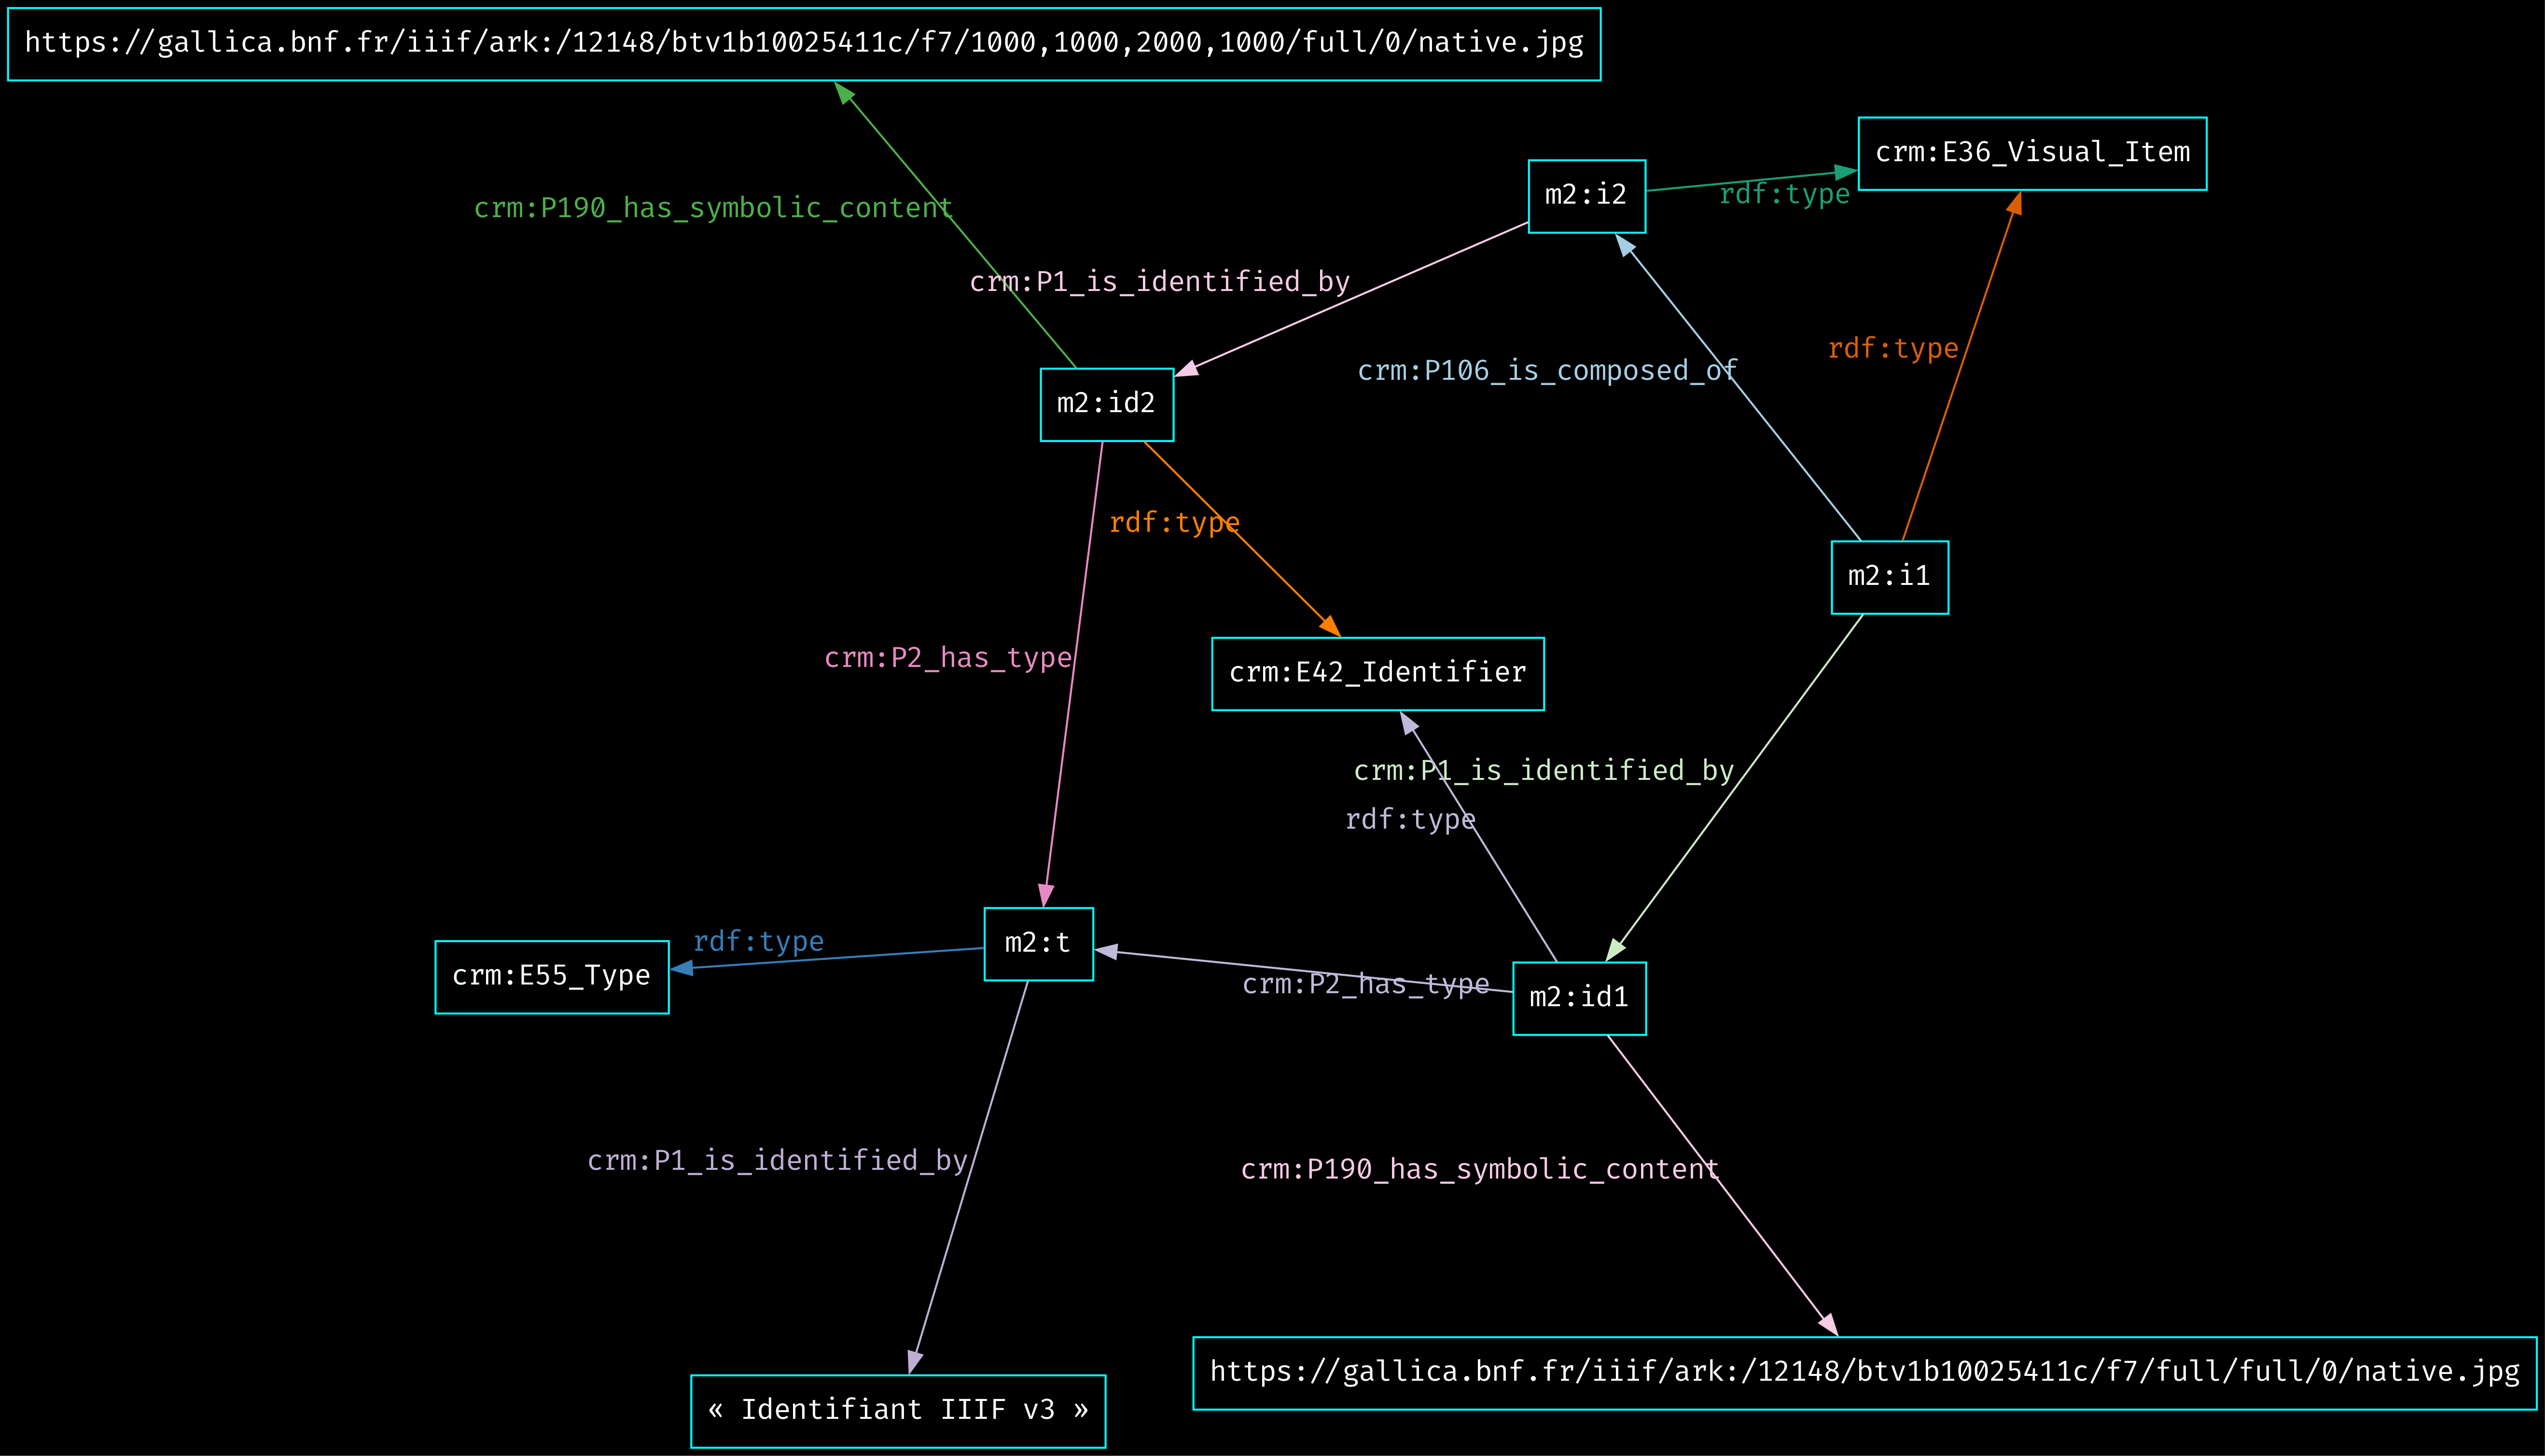 https://gallica.bnf.fr/iiif/ark:/12148/btv1b10025411c/f7/1000,1000,2000,1000/full/0/native.jpg
crm:E36_Visual_Item
m2:i2
rdf:type
crm:P190_has_symbolic_content
crm:P1_is_identified_by
rdf:type
crm:P106_is_composed_of
m2:id2
rdf:type
m2:i1
crm:P2_has_type
crm:E42_Identifier
crm:P1_is_identified_by
rdf:type
rdf:type
m2:t
crm:E55_Type
crm:P2_has_type
m2:id1
crm:P1_is_identified_by
crm:P190_has_symbolic_content
https://gallica.bnf.fr/iiif/ark:/12148/btv1b10025411c/f7/full/full/0/native.jpg
« Identifiant IIIF v3 »